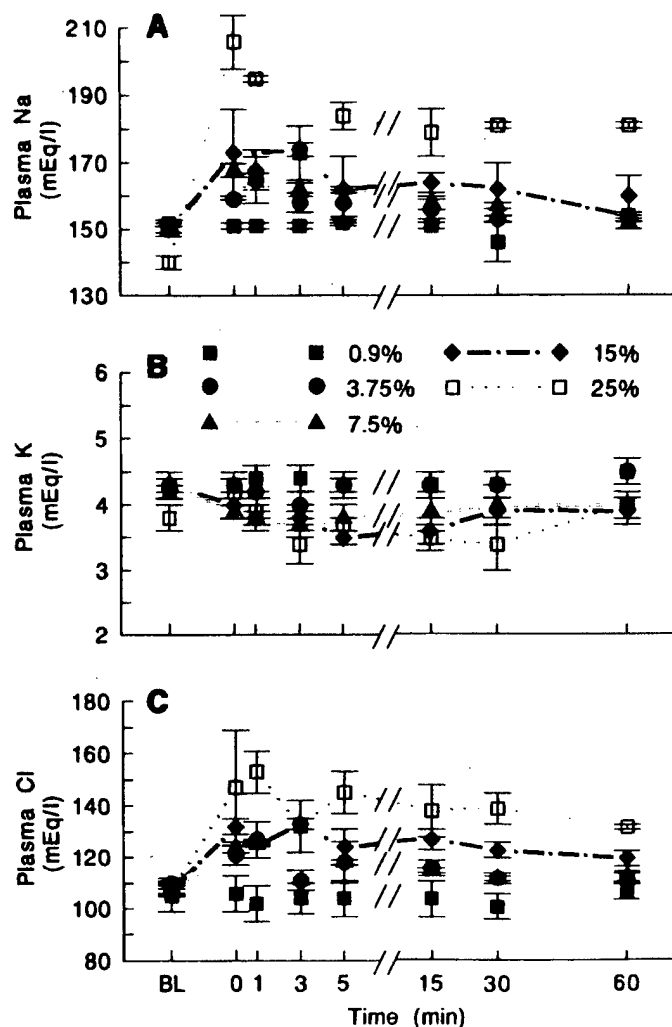 A
210
190
170
150
130
Plasma Na
(mEq/l)
B
0.9%
15%
3.75%
25%
7.5%
6
5
4
3
2
Plasma K
(mEq/l)
C
180
160
140
120
100
80
Plasma Cl
(mEq/l)
BL 0 1 3 5 15 30 60
Time (min)